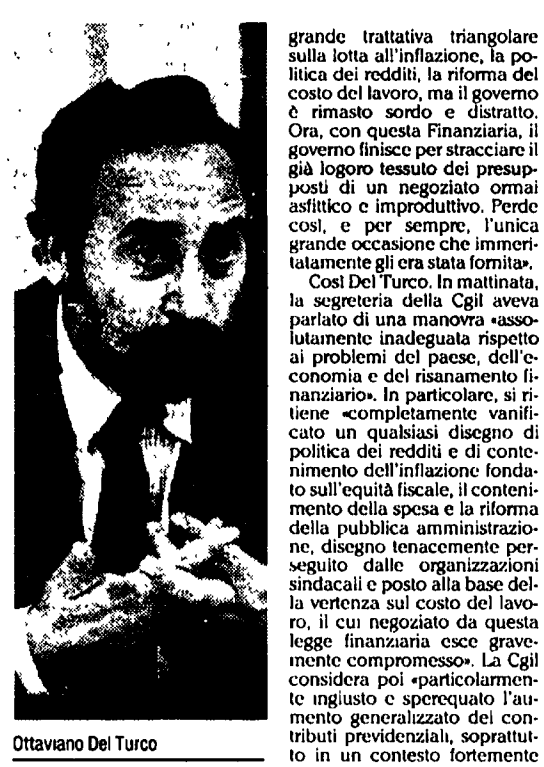 grande trattativa triangolare
sulla lotta all'inflazione, la po-
litica dei redditi, la riforma del
costo del lavoro, ma il governo
è rimasto sordo e distratto.
Ora, con questa Finanziaria, il
governo finisce per stracciare il
già logoro tessuto dei presup-
posti di un negoziato ormai
asfittico e improduttivo. Perde
così, e per sempre, l'unica
grande occasione che immeri-
tatamente gli era stata fornita».
Così Del Turco. In mattinata,
la segreteria della Cgil aveva
parlato di una manovra «asso-
lutamente inadeguata rispetto
ai problemi del paese, dell'e-
conomia e del risanamento fi-
nanziario». In particolare, si ri-
tiene «completamente vanifi-
cato un qualsiasi disegno di
politica dei redditi e di conte-
nimento dell'inflazione fonda-
to sull'equità fiscale, il conteni-
mento della spesa e la riforma
della pubblica amministrazio-
ne, disegno tenacemente per-
seguito dalle organizzazioni
sindacali e posto alla base del-
la vertenza sul costo del lavo-
ro, il cui negoziato da questa
legge finanziaria esce grave-
mente compromesso». La Cgil
considera poi «particolarmen-
te ingiusto e sperequato l'au-
mento generalizzato dei con-
tributi previdenziali, soprattut-
to in un contesto fortemente
Ottaviano Del Turco